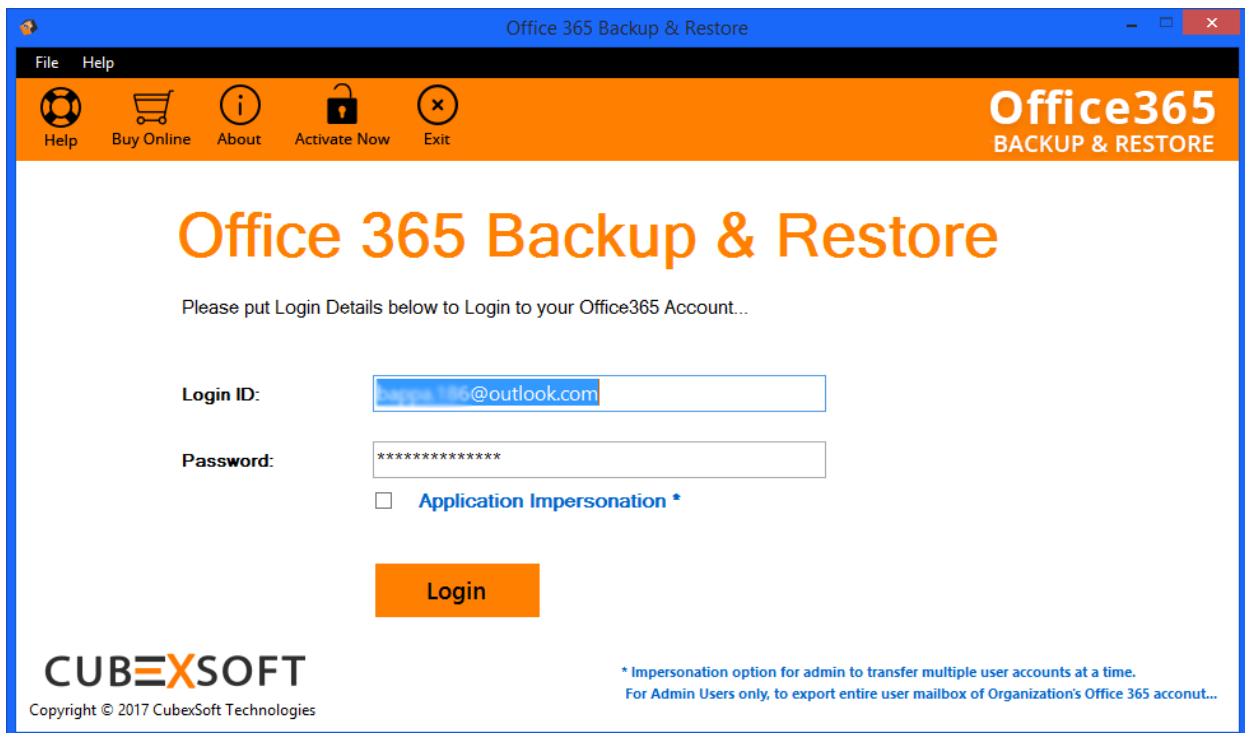 Office 365 Backup & Restore
File Help
Help Buy Online About Activate Now Exit
Office365
BACKUP & RESTORE
Office 365 Backup & Restore
Please put Login Details below to Login to your Office365 Account...
Login ID: @outlook.com
Password: **************
Application Impersonation *
Login
CUBEXSOFT
Copyright © 2017 CubexSoft Technologies
* Impersonation option for admin to transfer multiple user accounts at a time.
For Admin Users only, to export entire user mailbox of Organization's Office 365 acconut...